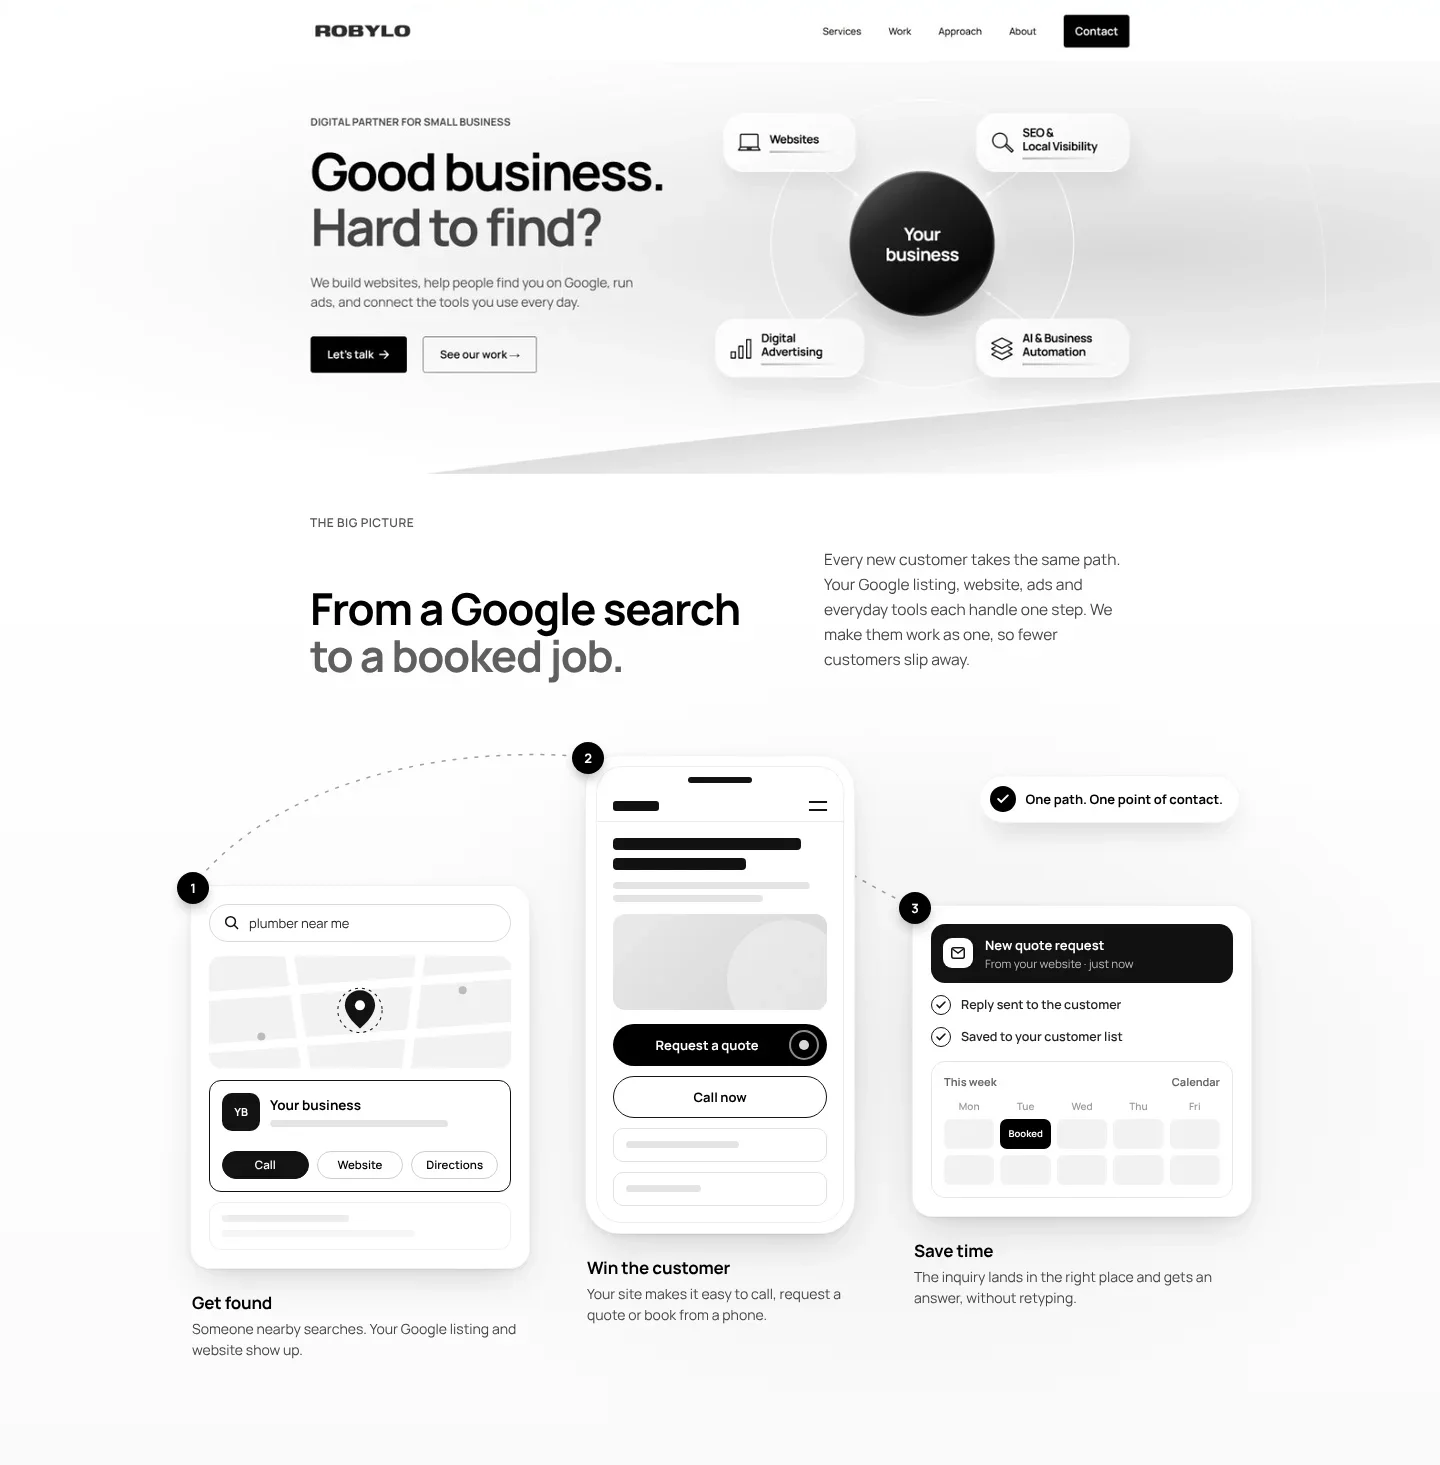 ROBYLO
Services
Work
Approach
About
Contact
DIGITAL PARTNER FOR SMALL BUSINESS
Good business.
Hard to find?
We build websites, help people find you on Google, run
ads, and connect the tools you use every day.
Let's talk →
See our work →
Websites
SEO &
Local Visibility
Your
business
Digital
Advertising
AI & Business
Automation
THE BIG PICTURE
From a Google search
to a booked job.
Every new customer takes the same path.
Your Google listing, website, ads and
everyday tools each handle one step. We
make them work as one, so fewer
customers slip away.
1
plumber near me
YB
Your business
Call
Website
Directions
Get found
Someone nearby searches. Your Google listing and
website show up.
2
Request a quote
Call now
Win the customer
Your site makes it easy to call, request a
quote or book from a phone.
One path. One point of contact.
3
New quote request
From your website · just now
Reply sent to the customer
Saved to your customer list
This week
Calendar
Mon
Tue
Wed
Thu
Fri
Booked
Save time
The inquiry lands in the right place and gets an
answer, without retyping.